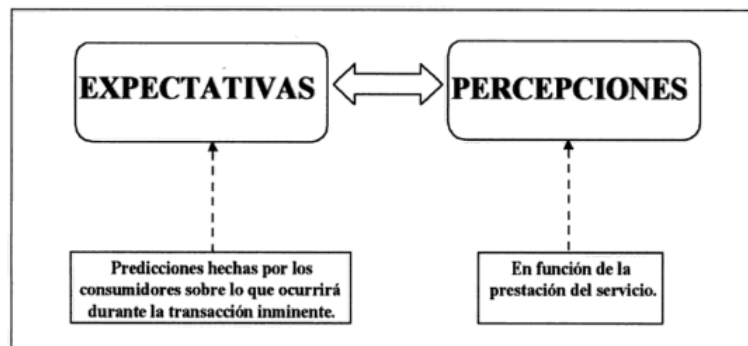 EXPECTATIVAS
PERCEPCIONES
Predicciones hechas por los
consumidores sobre lo que ocurrirá
durante la transacción inminente.
En función de la
prestación del servicio.